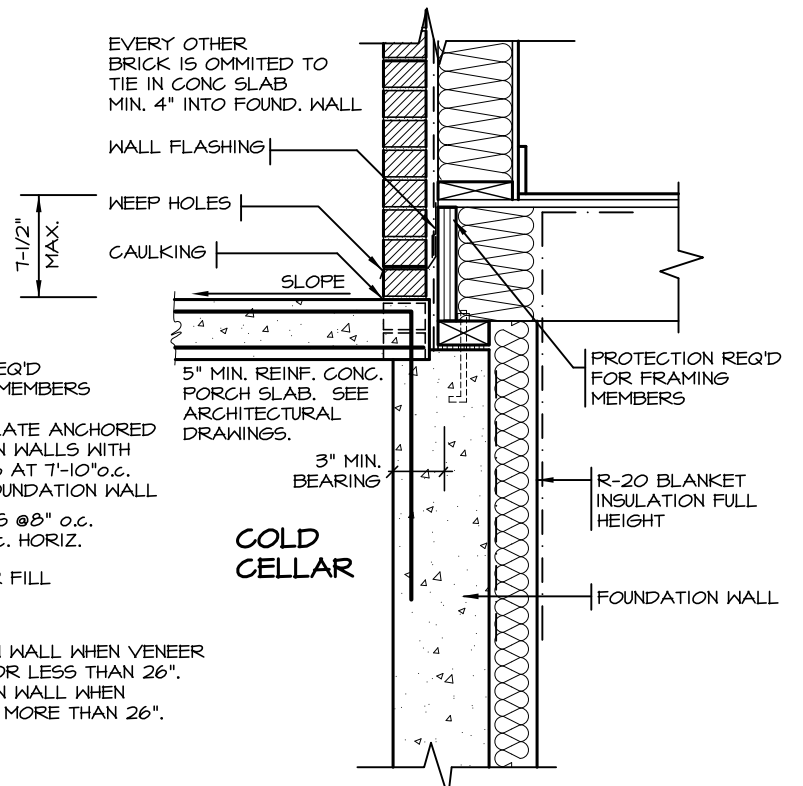 EVERY OTHER
BRICK IS OMMITED TO
TIE IN CONC SLAB
MIN. 4" INTO FOUND. WALL
WALL FLASHING
WEEP HOLES
7-1/2"
MAX.
CAULKING
SLOPE
5" MIN. REINF. CONC.
PORCH SLAB. SEE
ARCHITECTURAL
DRAWINGS.
3" MIN.
BEARING
COLD
CELLAR
PROTECTION REQ'D
FOR FRAMING
MEMBERS
R-20 BLANKET
INSULATION FULL
HEIGHT
FOUNDATION WALL
MEMBERS
ANCHORED
WALLS WITH
AT 7'-10"o.c.
WALL
@8" o.c.
HORIZ.
FILL
WALL WHEN VENEER
OR LESS THAN 26".
WALL WHEN
MORE THAN 26".